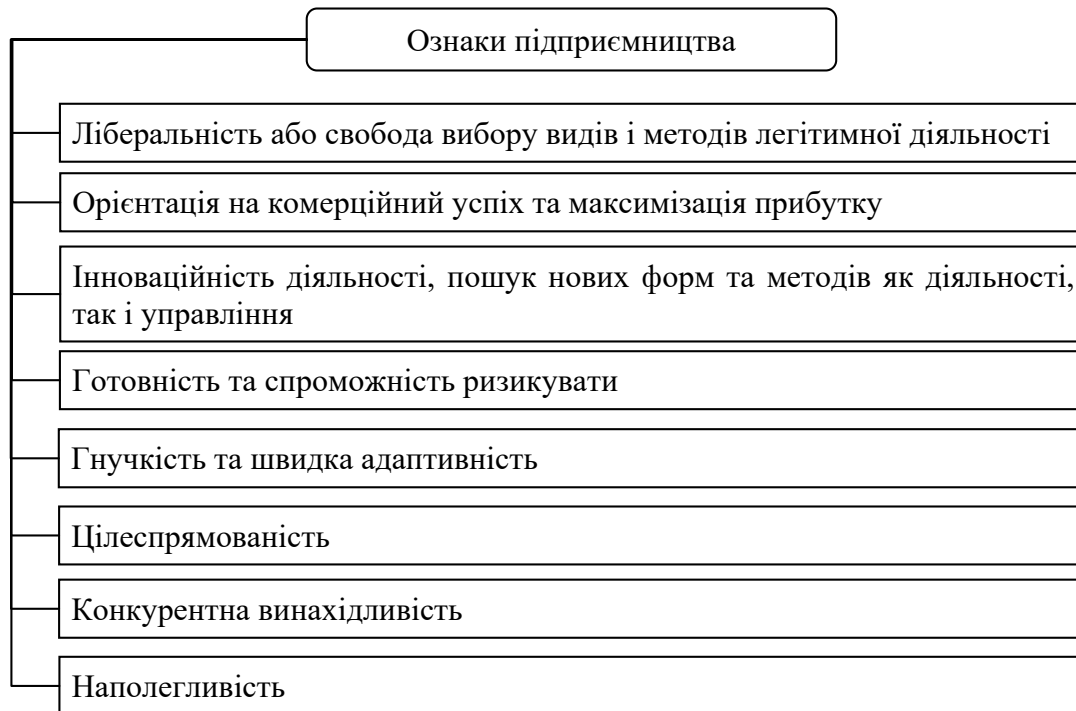 Ознаки підприємництва
Ліберальність або свобода вибору видів і методів легітимної діяльності
Орієнтація на комерційний успіх та максимізація прибутку
Інноваційність діяльності, пошук нових форм та методів як діяльності,
так і управління
Готовність та спроможність ризикувати
Гнучкість та швидка адаптивність
Цілеспрямованість
Конкурентна винахідливість
Наполегливість